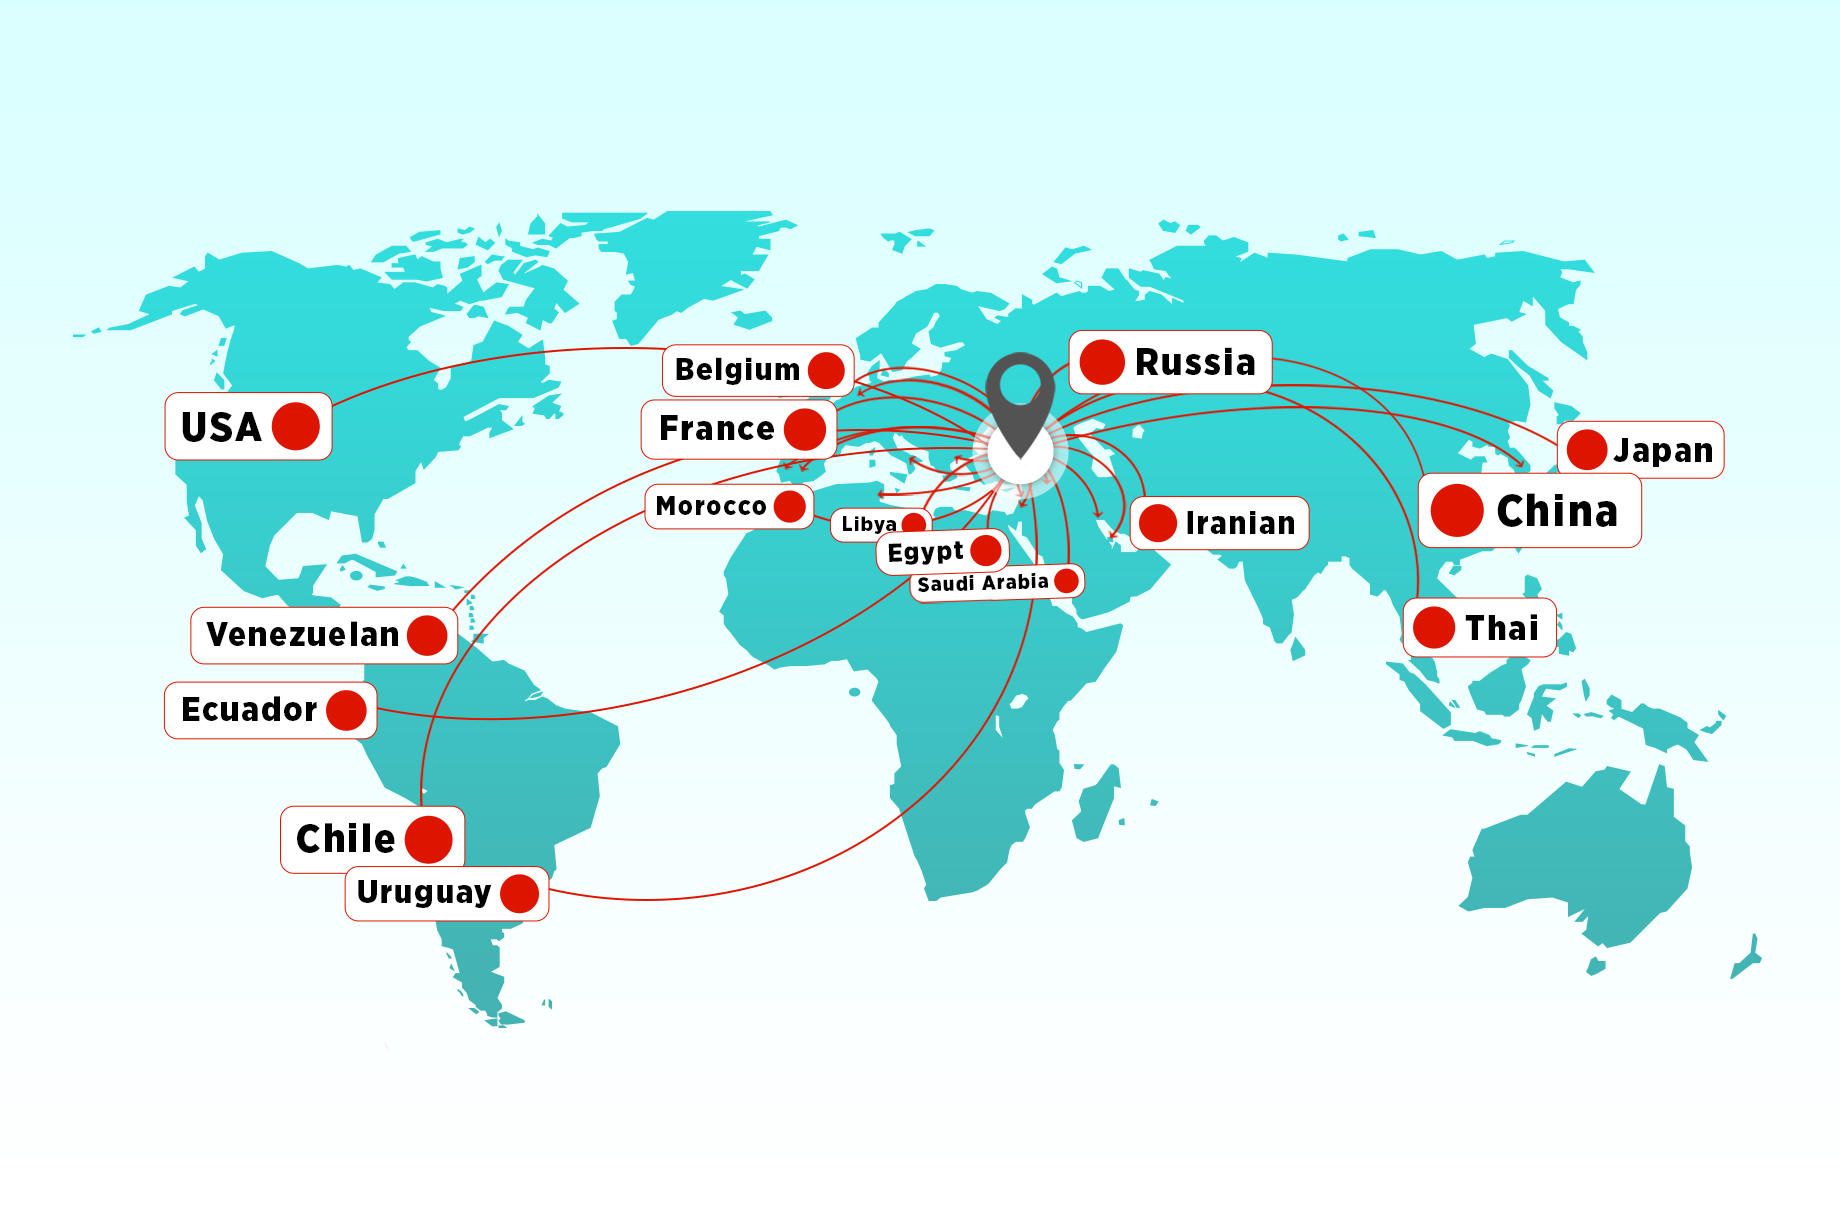 Russia
Belgium
USA
France
Japan
Morocco
China
Libya
Iranian
Egypt
Saudi Arabia
Venezuelan
Thai
Ecuador
Chile
Uruguay